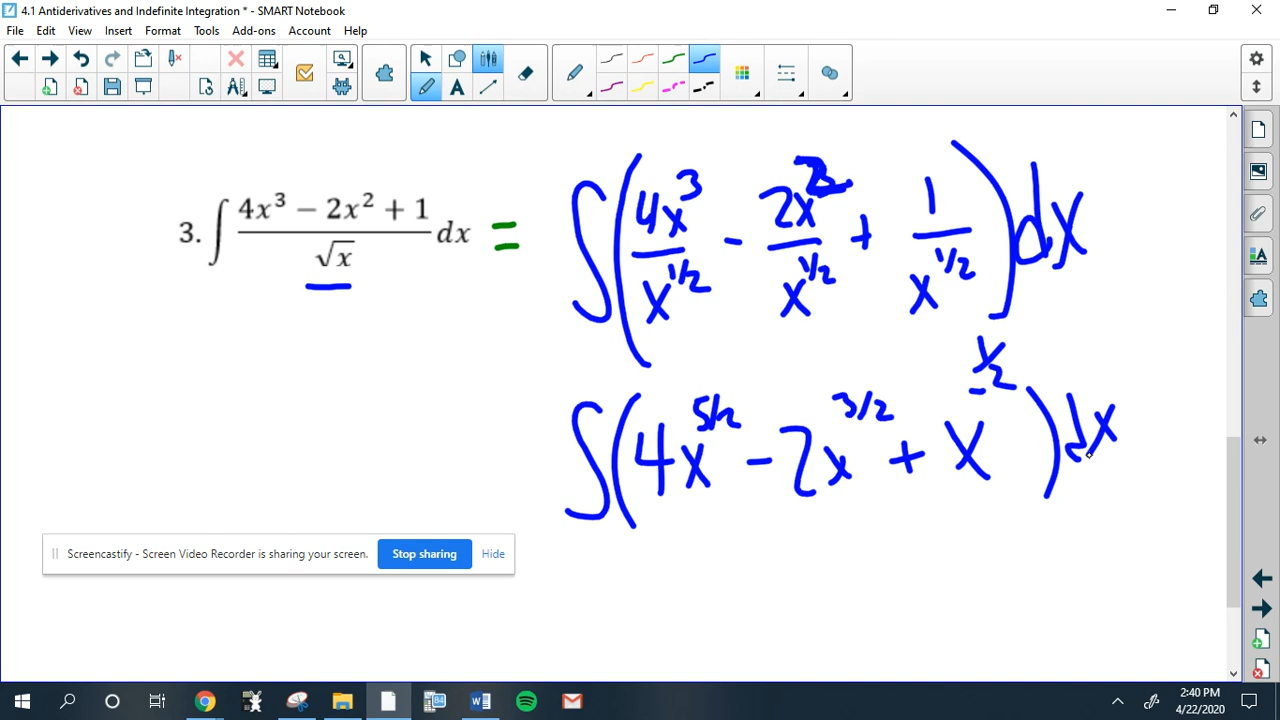 4.1 Antiderivatives and Indefinite Integration * - SMART Notebook
File Edit View Insert Format Tools Add-ons Account Help
3. ∫ (4x³ − 2x² + 1)/√x dx =
∫(4x³/x^(1/2) − 2x²/x^(1/2) + 1/x^(1/2))dx
∫(4x^(5/2) − 2x^(3/2) + x^(-1/2))dx
Screencastify - Screen Video Recorder is sharing your screen. Stop sharing Hide
2:40 PM
4/22/2020